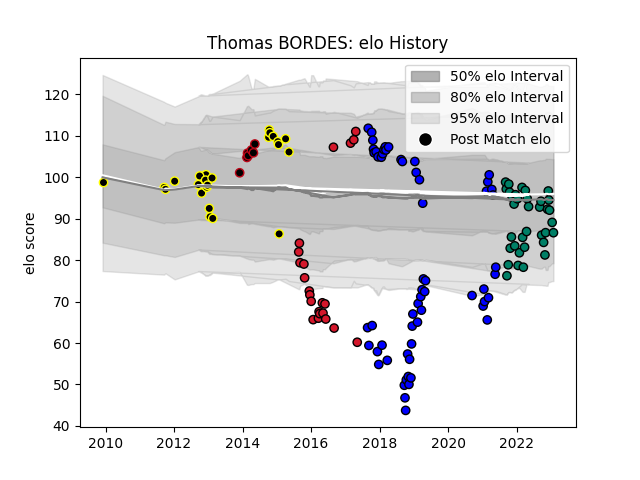 Thomas BORDES: elo History
50% elo Interval
80% elo Interval
95% elo Interval
Post Match elo
elo score
120
110
100
90
80
70
60
50
40
2010 2012 2014 2016 2018 2020 2022